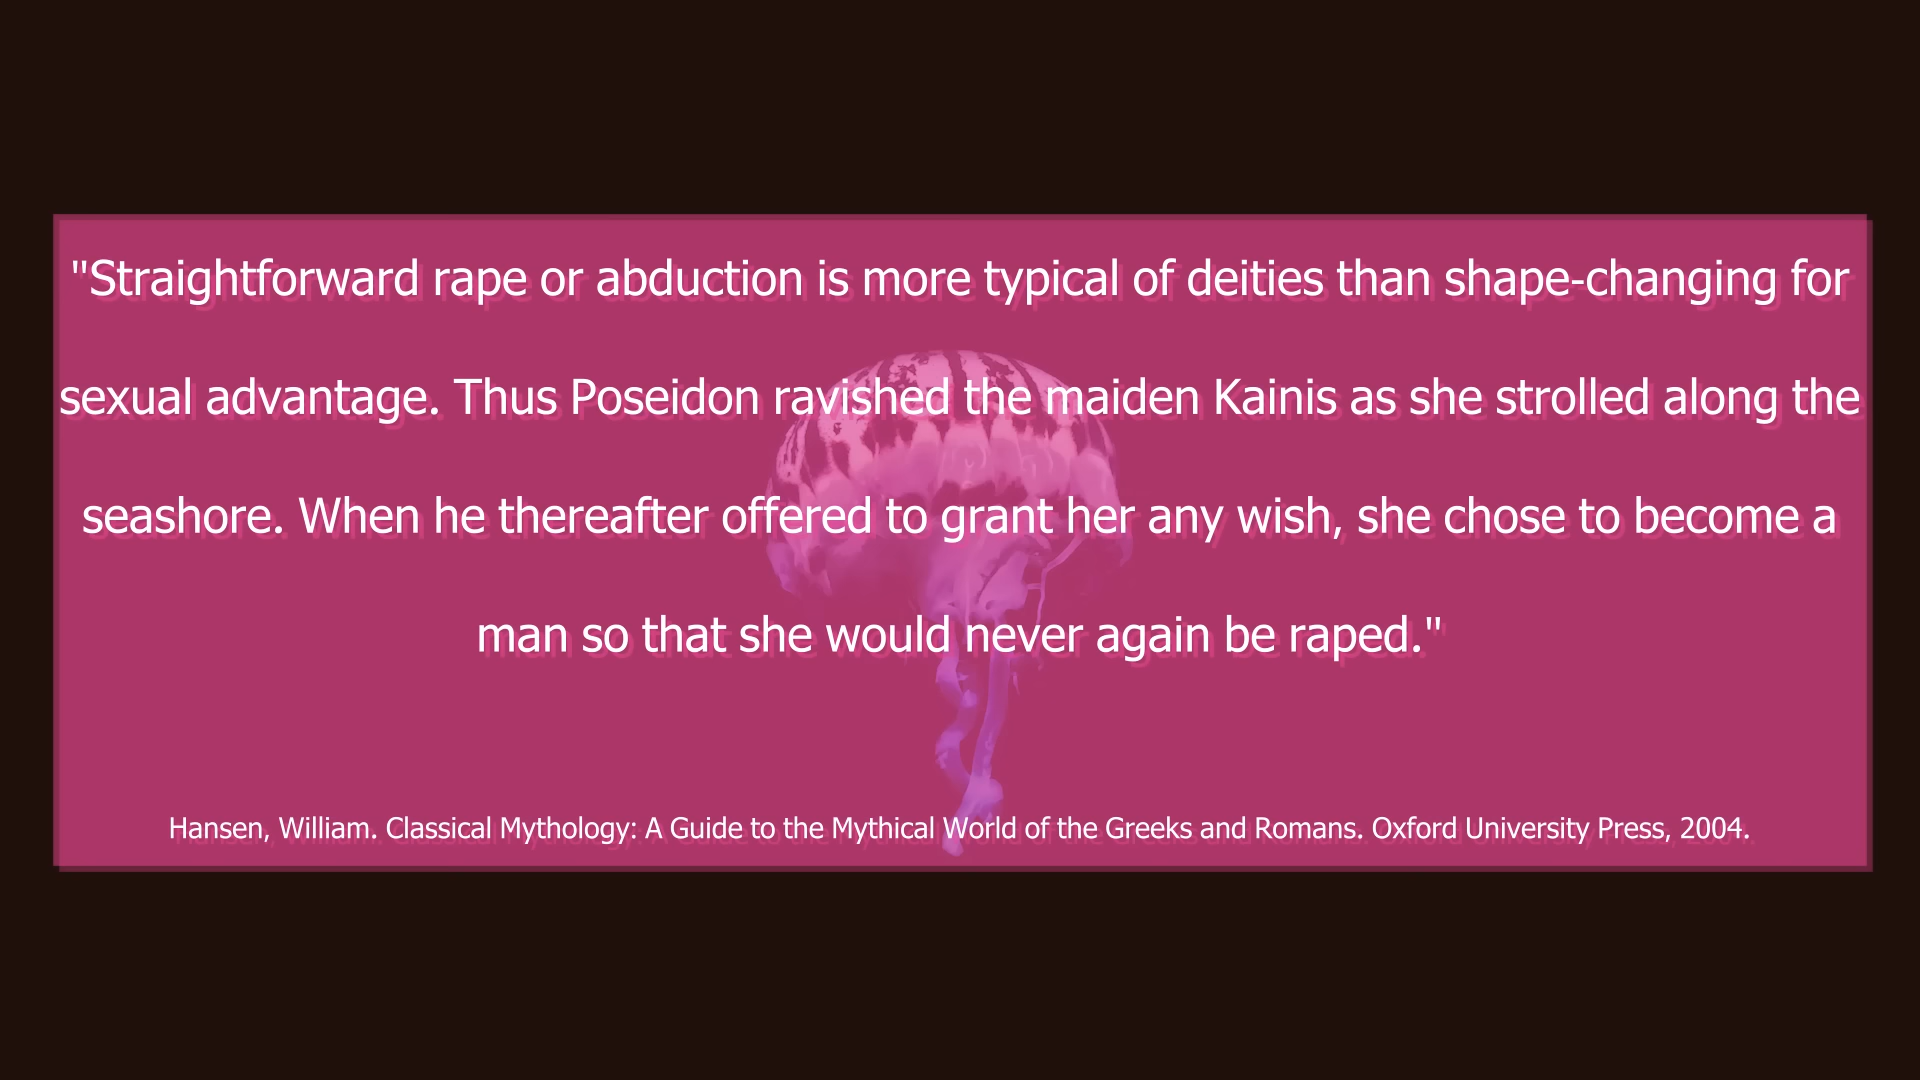 "Straightforward rape or abduction is more typical of deities than shape-changing for
sexual advantage. Thus Poseidon ravished the maiden Kainis as she strolled along the
seashore. When he thereafter offered to grant her any wish, she chose to become a
man so that she would never again be raped."
Hansen, William. Classical Mythology: A Guide to the Mythical World of the Greeks and Romans. Oxford University Press, 2004.